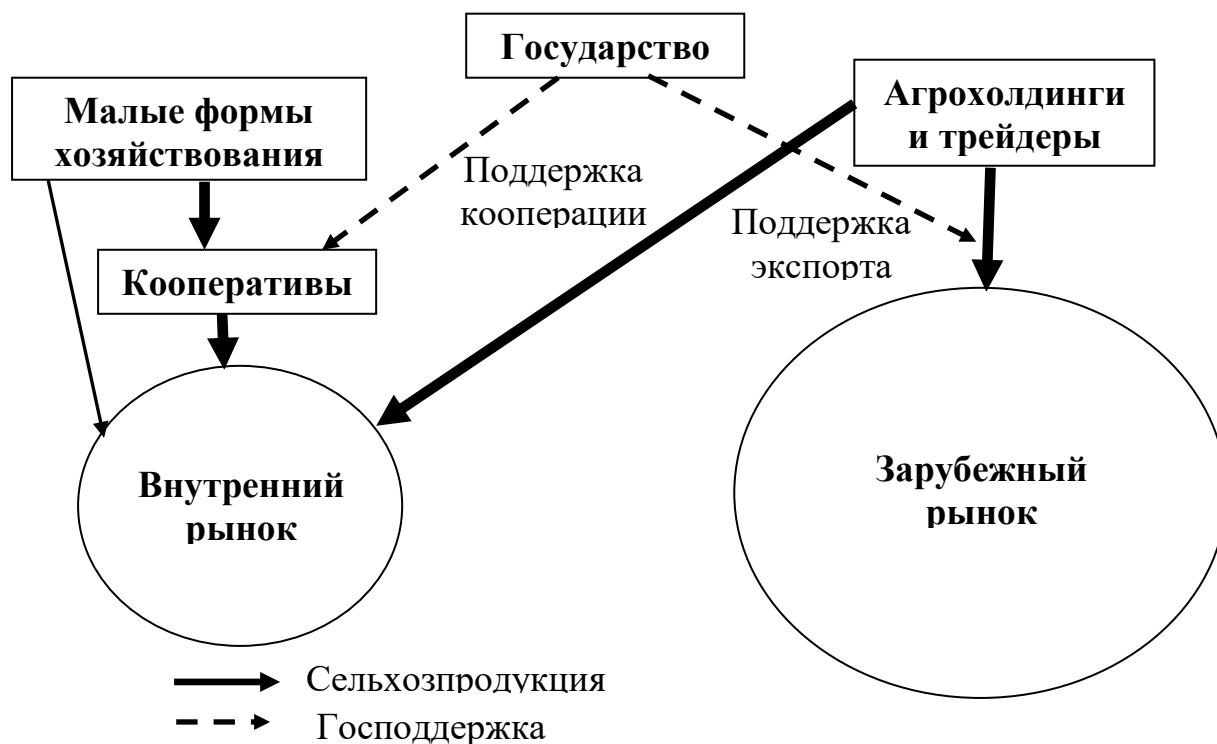 Государство
Малые формы
хозяйствования
Агрохолдинги
и трейдеры
Поддержка
кооперации
Поддержка
экспорта
Кооперативы
Внутренний
рынок
Зарубежный
рынок
Сельхозпродукция
Господдержка